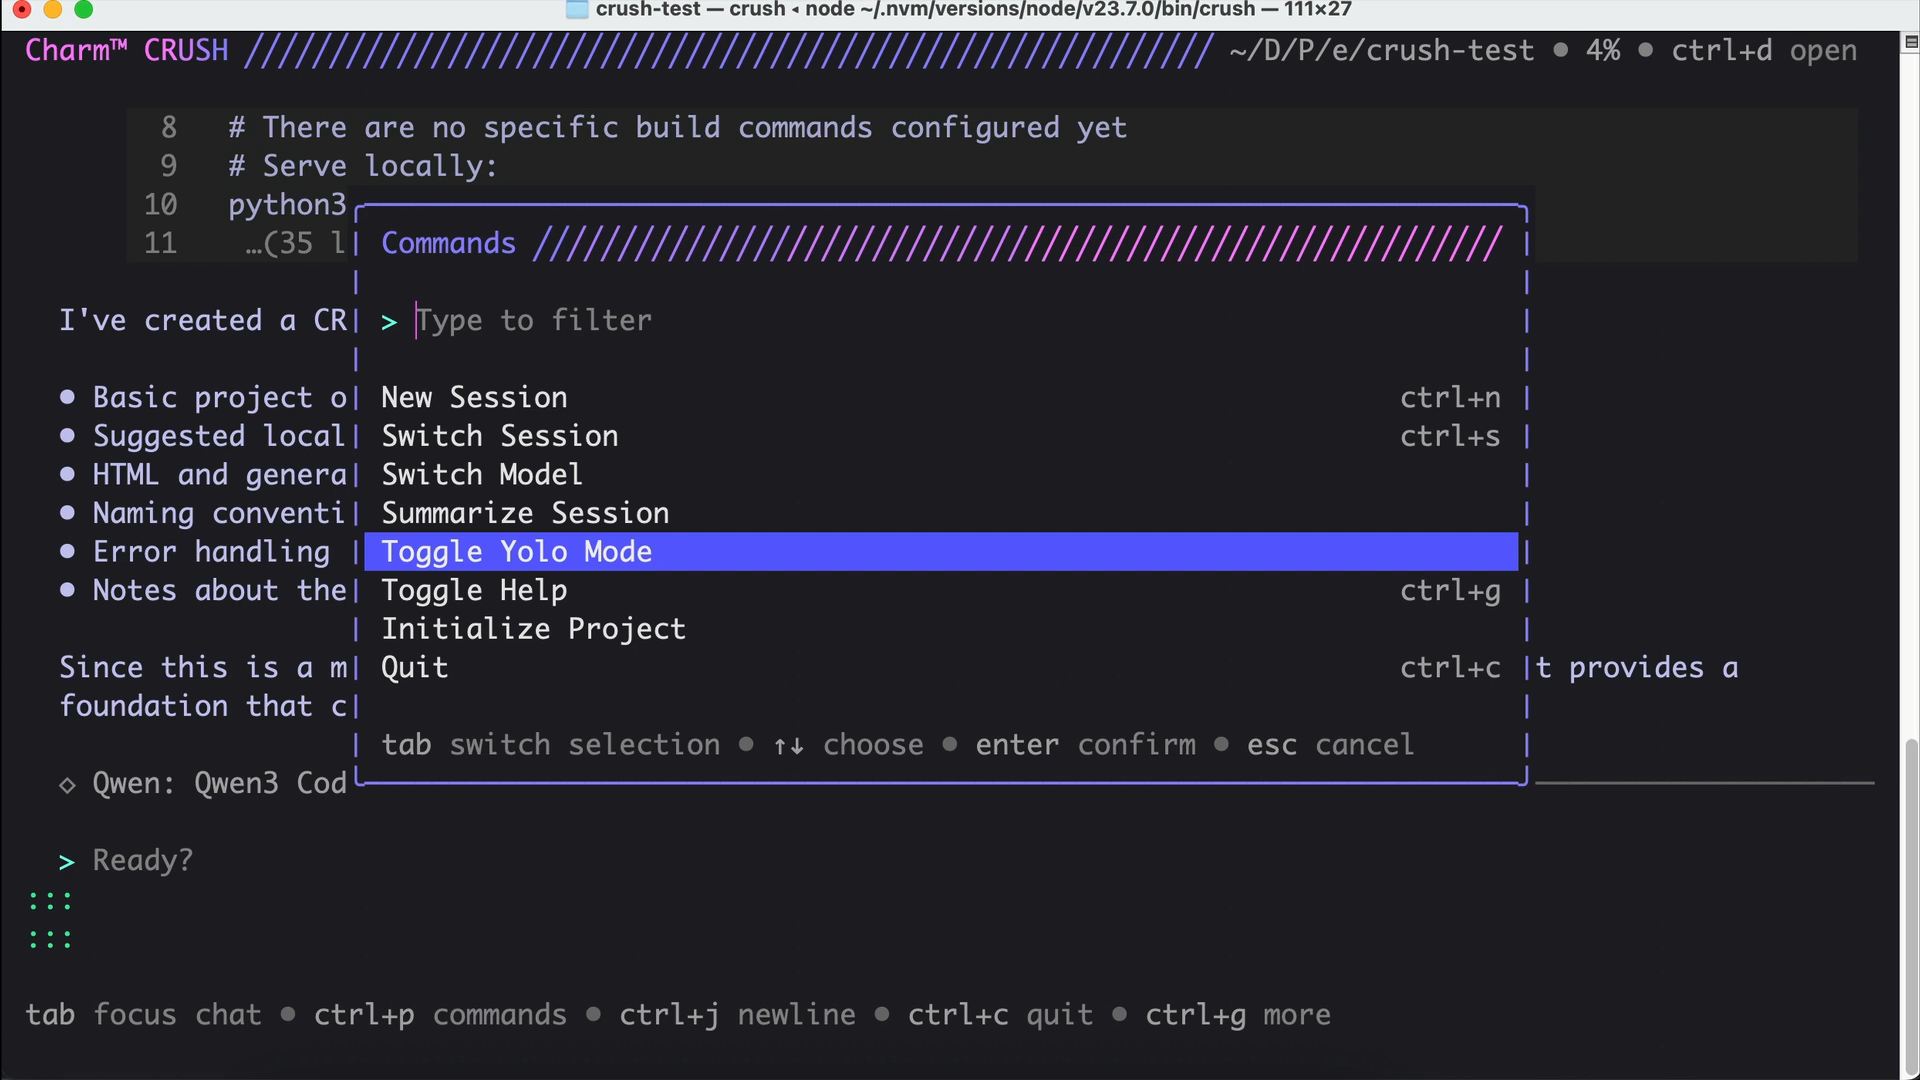 crush-test — crush ◂ node ~/.nvm/versions/node/v23.7.0/bin/crush — 111×27
Charm™ CRUSH ~/D/P/e/crush-test • 4% • ctrl+d open
8 # There are no specific build commands configured yet
9 # Serve locally:
10 python3
11 …(35 l
Commands
I've created a CR
> Type to filter
• Basic project o
New Session ctrl+n
• Suggested local
Switch Session ctrl+s
• HTML and genera
Switch Model
• Naming conventi
Summarize Session
• Error handling
Toggle Yolo Mode
• Notes about the
Toggle Help ctrl+g
Initialize Project
Since this is a m
Quit ctrl+c
t provides a
foundation that c
tab switch selection • ↑↓ choose • enter confirm • esc cancel
◇ Qwen: Qwen3 Cod
> Ready?
:::
:::
tab focus chat • ctrl+p commands • ctrl+j newline • ctrl+c quit • ctrl+g more